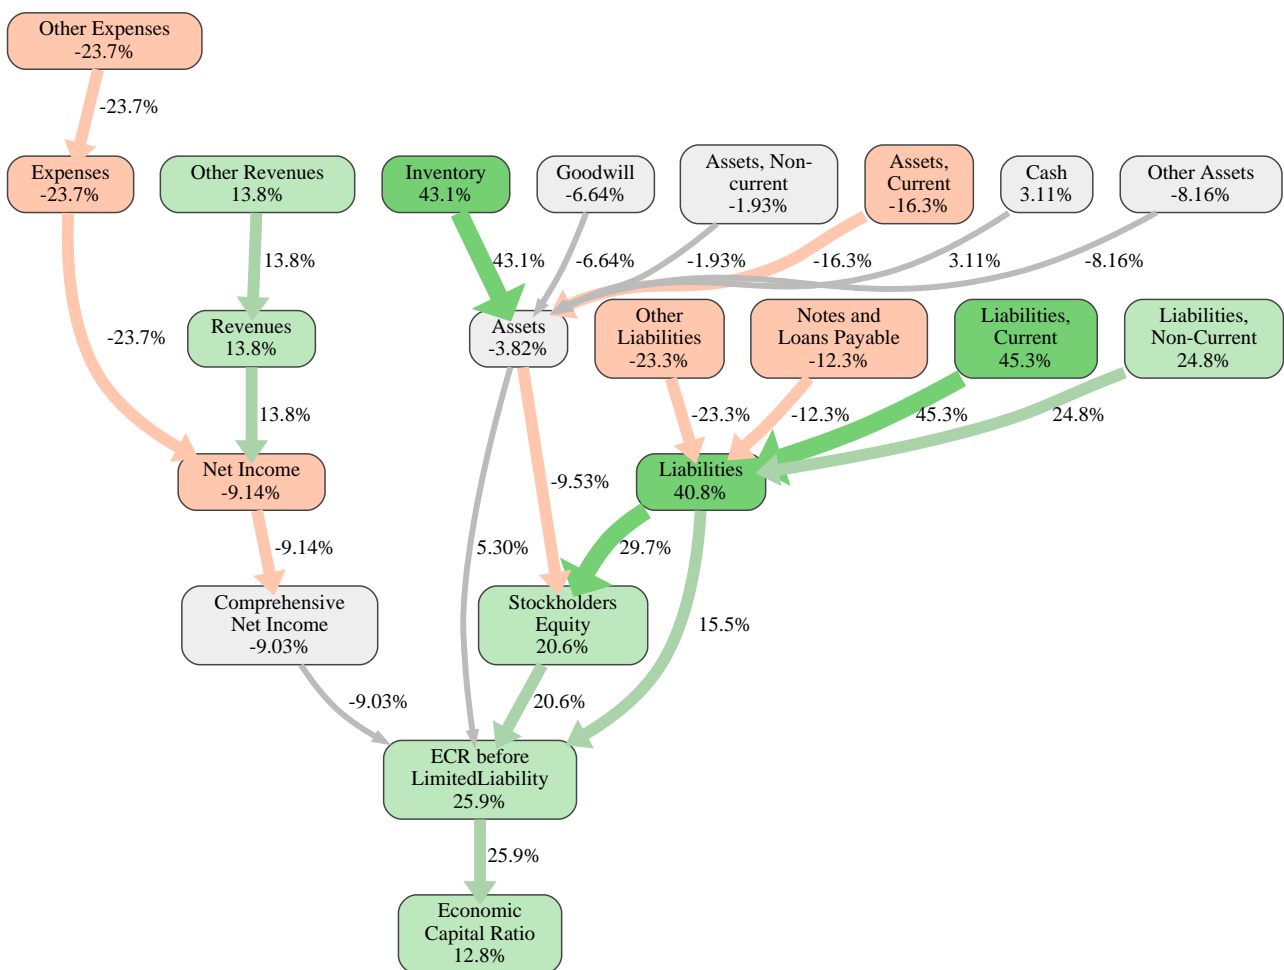 Other Expenses
-23.7%
-23.7%
Expenses
-23.7%
Other Revenues
13.8%
Inventory
43.1%
Goodwill
-6.64%
Assets, Non-
current
-1.93%
Assets,
Current
-16.3%
Cash
3.11%
Other Assets
-8.16%
13.8%
43.1%
-6.64%
-1.93%
-16.3%
3.11%
-8.16%
-23.7%
Revenues
13.8%
Assets
-3.82%
Other
Liabilities
-23.3%
Notes and
Loans Payable
-12.3%
Liabilities,
Current
45.3%
Liabilities,
Non-Current
24.8%
13.8%
-23.3%
-12.3%
45.3%
24.8%
Net Income
-9.14%
-9.53%
Liabilities
40.8%
-9.14%
5.30%
29.7%
Comprehensive
Net Income
-9.03%
Stockholders
Equity
20.6%
15.5%
-9.03%
20.6%
ECR before
LimitedLiability
25.9%
25.9%
Economic
Capital Ratio
12.8%